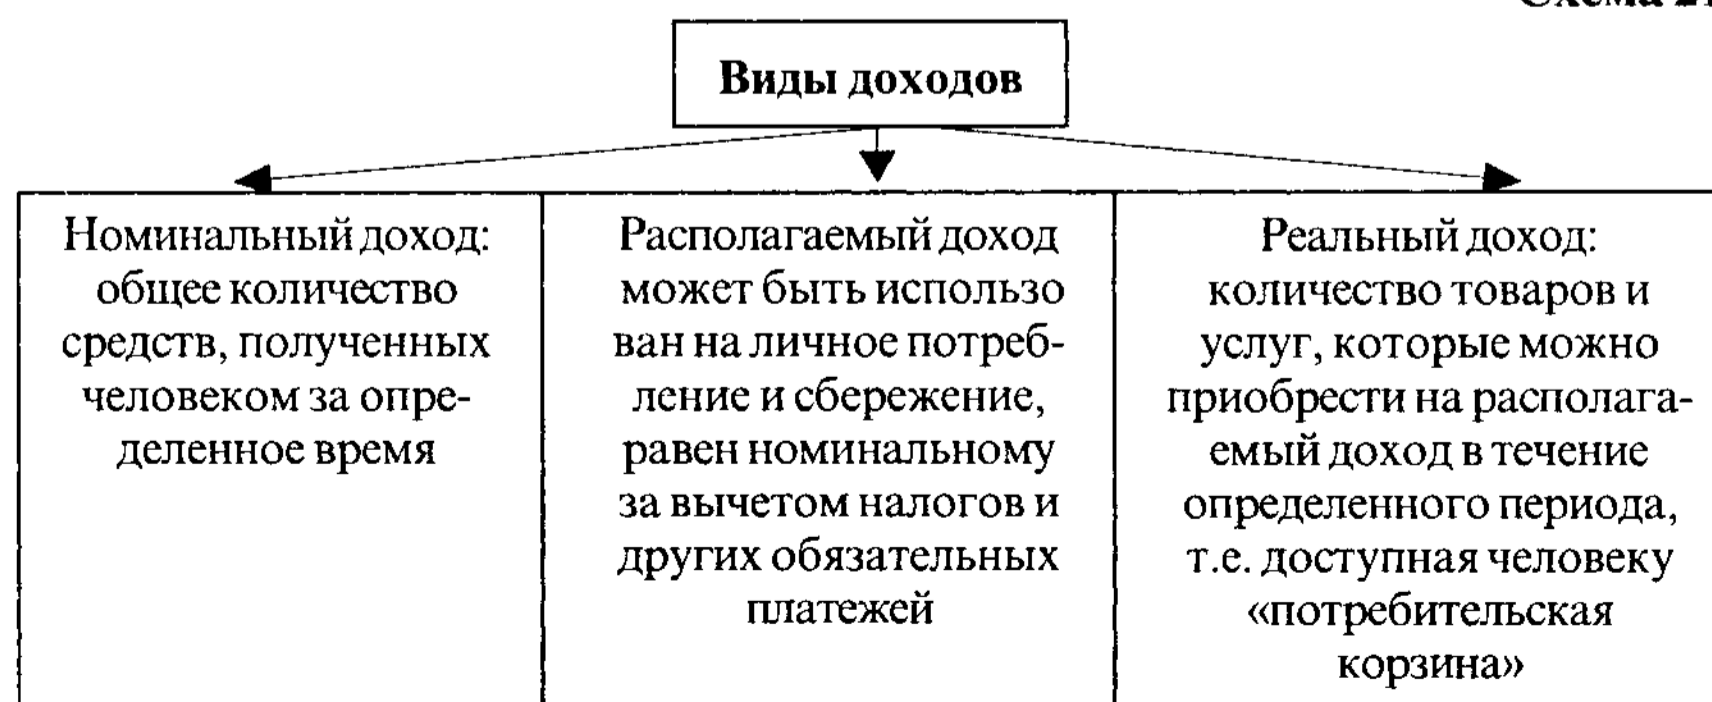 Виды доходов
Номинальный доход:
общее количество
средств, полученных
человеком за опре-
деленное время
Располагаемый доход
может быть использо
ван на личное потреб-
ление и сбережение,
равен номинальному
за вычетом налогов и
других обязательных
платежей
Реальный доход:
количество товаров и
услуг, которые можно
приобрести на располага-
емый доход в течение
определенного периода,
т.е. доступная человеку
«потребительская
корзина»